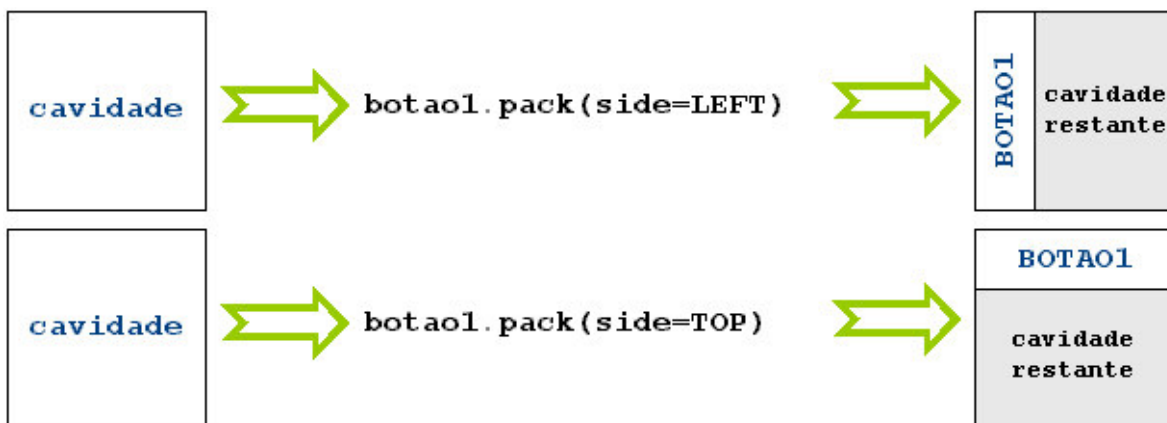 cavidade
botao1.pack(side=LEFT)
BOTAO1
cavidade
restante
cavidade
botao1.pack(side=TOP)
BOTAO1
cavidade
restante